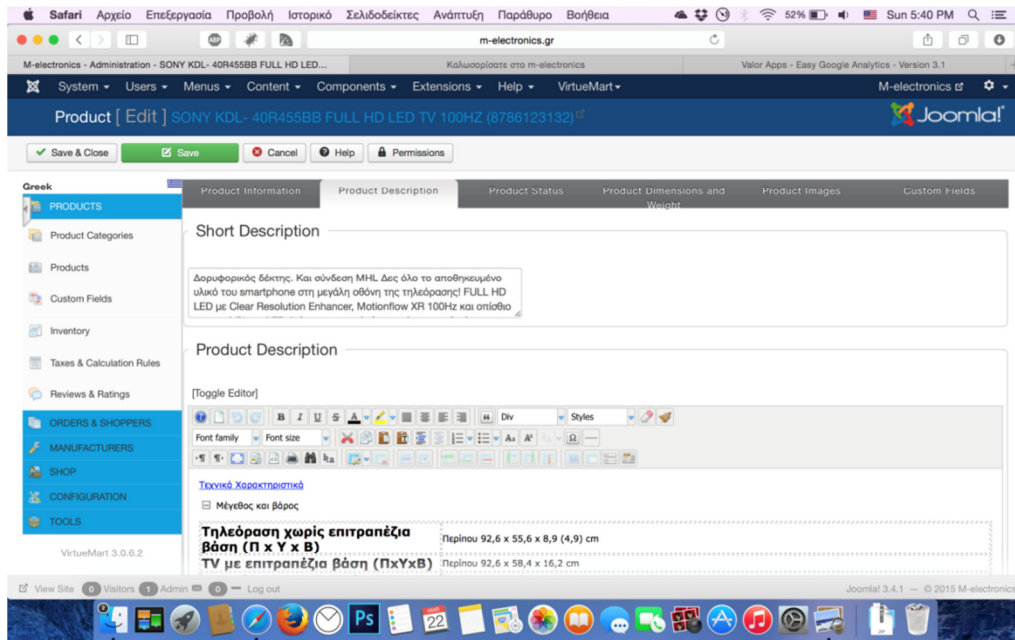 Safari Αρχείο Επεξεργασία Προβολή Ιστορικό Σελιδοδείκτες Ανάπτυξη Παράθυρο Βοήθεια 52% Sun 5:40 PM
ABP m-electronics.gr
M-electronics - Administration - SONY KDL- 40R455BB FULL HD LED... Καλωσορίσατε στο m-electronics Valor Apps - Easy Google Analytics - Version 3.1
System Users Menus Content Components Extensions Help VirtueMart M-electronics
Product [ Edit ] SONY KDL- 40R455BB FULL HD LED TV 100HZ (8786123132) Joomla!
Save & Close Save Cancel Help Permissions
Greek
Product Information Product Description Product Status Product Dimensions and Weight Product Images Custom Fields
PRODUCTS
Product Categories
Products
Custom Fields
Inventory
Taxes & Calculation Rules
Reviews & Ratings
ORDERS & SHOPPERS
MANUFACTURERS
SHOP
CONFIGURATION
TOOLS
VirtueMart 3.0.6.2
Short Description
Δορυφορικός δέκτης. Και σύνδεση MHL Δες όλο το αποθηκευμένο
υλικό του smartphone στη μεγάλη οθόνη της τηλεόρασης! FULL HD
LED με Clear Resolution Enhancer, Motionflow XR 100Hz και οπίσθιο
Product Description
[Toggle Editor]
B I U S A Div Styles
Font family Font size
Τεχνικά Χαρακτηριστικά
Μέγεθος και βάρος
Τηλεόραση χωρίς επιτραπέζια
βάση (Π x Υ x Β) Περίπου 92,6 x 55,6 x 8,9 (4,9) cm
TV με επιτραπέζια βάση (ΠxΥxΒ) Περίπου 92,6 x 58,4 x 16,2 cm
View Site 0 Visitors 1 Admin 0 Log out Joomla! 3.4.1 — © 2015 M-electronics
Ps 22